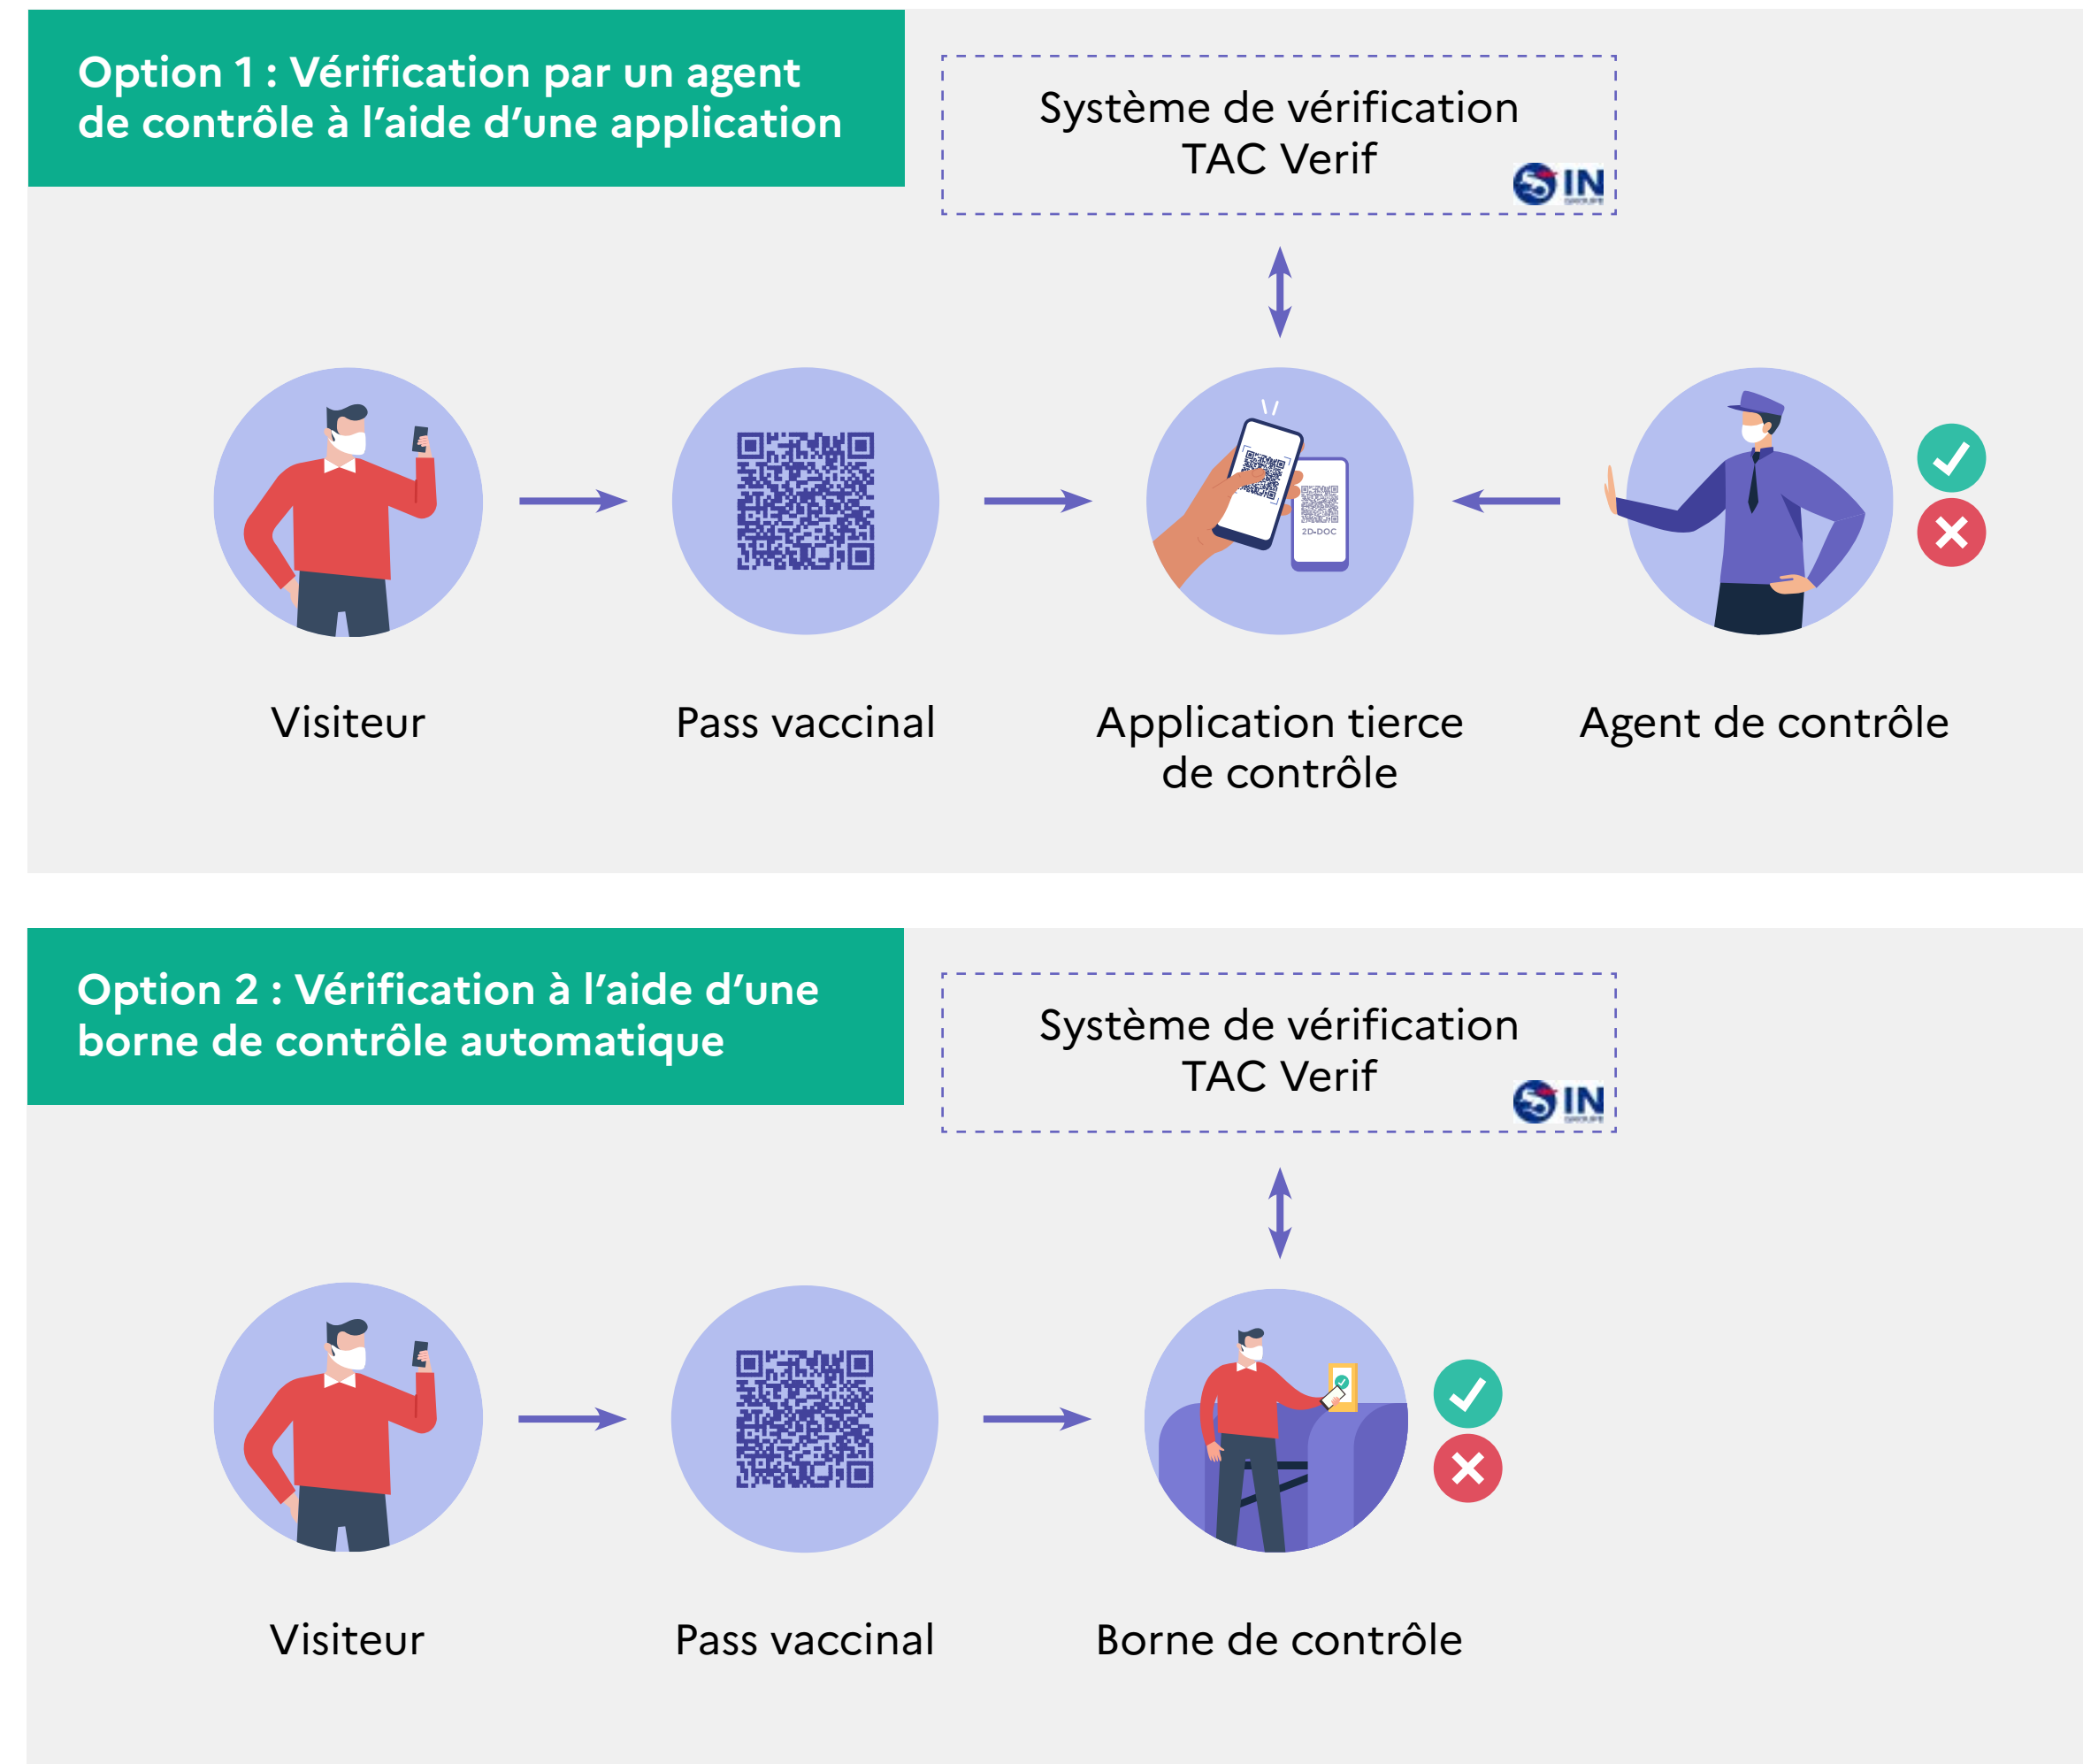 Option 1 : Vérification par un agent
de contrôle à l’aide d’une application
Système de vérification
TAC Verif
IN
GROUPE
2D-DOC
Visiteur
Pass vaccinal
Application tierce
de contrôle
Agent de contrôle
Option 2 : Vérification à l’aide d’une
borne de contrôle automatique
Système de vérification
TAC Verif
IN
GROUPE
Visiteur
Pass vaccinal
Borne de contrôle